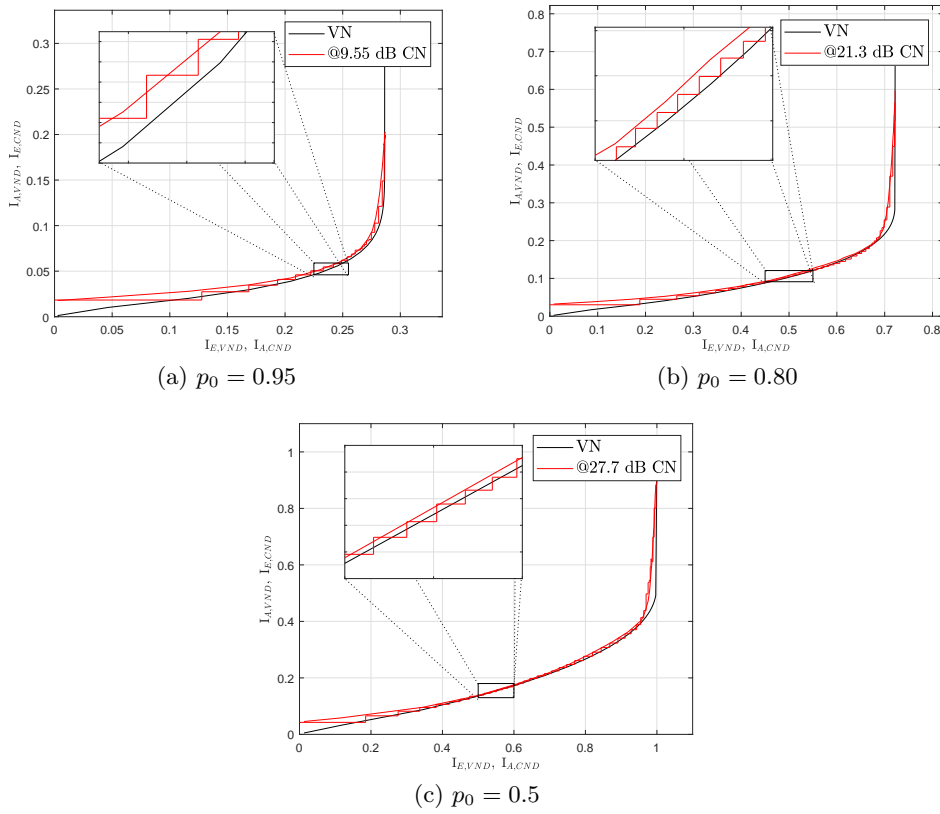 VN
@9.55 dB CN
0.3
0.2
0.1
0.05
0.15
0.25
0
0 0.05 0.1 0.15 0.2 0.25 0.3
I_{A,VND}, I_{E,CND}
I_{E,VND}, I_{A,CND}
(a) p₀ = 0.95
VN
@21.3 dB CN
0.8
0.7
0.6
0.5
0.4
0.3
0.2
0.1
0
0 0.1 0.2 0.3 0.4 0.5 0.6 0.7 0.8
I_{A,VND}, I_{E,CND}
I_{E,VND}, I_{A,CND}
(b) p₀ = 0.80
VN
@27.7 dB CN
1
0.8
0.6
0.4
0.2
0
0 0.2 0.4 0.6 0.8 1
I_{A,VND}, I_{E,CND}
I_{E,VND}, I_{A,CND}
(c) p₀ = 0.5